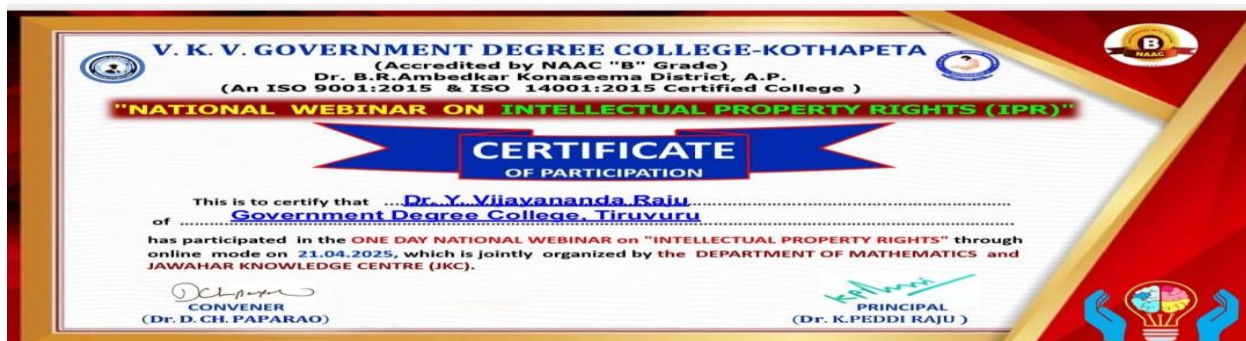 V. K. V. GOVERNMENT DEGREE COLLEGE-KOTHAPETA
(Accredited by NAAC "B" Grade)
Dr. B.R.Ambedkar Konaseema District, A.P.
(An ISO 9001:2015 & ISO 14001:2015 Certified College )
B
NAAC
"NATIONAL WEBINAR ON INTELLECTUAL PROPERTY RIGHTS (IPR)"
CERTIFICATE
OF PARTICIPATION
This is to certify that ...Dr. Y. Vijayananda Raju
of ...Government Degree College, Tiruvuru
has participated in the ONE DAY NATIONAL WEBINAR on "INTELLECTUAL PROPERTY RIGHTS" through
online mode on 21.04.2025, which is jointly organized by the DEPARTMENT OF MATHEMATICS and
JAWAHAR KNOWLEDGE CENTRE (JKC).
CONVENER
(Dr. D. CH. PAPARAO)
PRINCIPAL
(Dr. K.PEDDI RAJU )